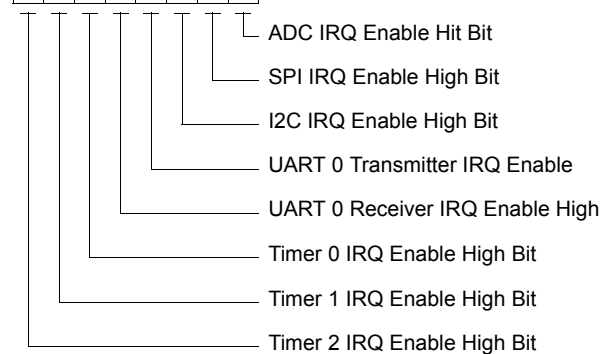 ADC IRQ Enable Hit Bit
SPI IRQ Enable High Bit
I2C IRQ Enable High Bit
UART 0 Transmitter IRQ Enable
UART 0 Receiver IRQ Enable High
Timer 0 IRQ Enable High Bit
Timer 1 IRQ Enable High Bit
Timer 2 IRQ Enable High Bit